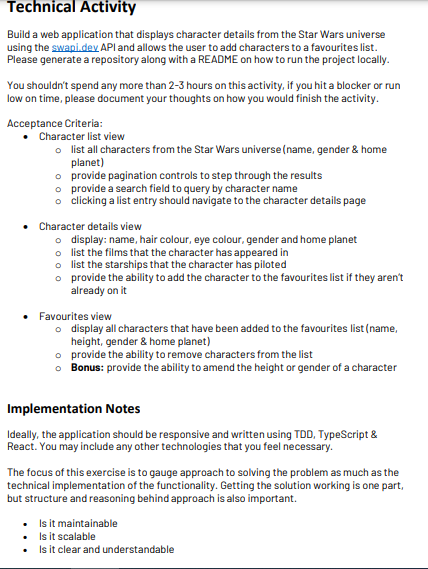 Technical Activity
Build a web application that displays character details from the Star Wars universe
using the swapi.dev API and allows the user to add characters to a favourites list.
Please generate a repository along with a README on how to run the project locally.
You shouldn't spend any more than 2-3 hours on this activity, if you hit a blocker or run
low on time, please document your thoughts on how you would finish the activity.
Acceptance Criteria:
• Character list view
o list all characters from the Star Wars universe (name, gender & home
planet)
o provide pagination controls to step through the results
o provide a search field to query by character name
o clicking a list entry should navigate to the character details page
• Character details view
o display: name, hair colour, eye colour, gender and home planet
o list the films that the character has appeared in
o list the starships that the character has piloted
o provide the ability to add the character to the favourites list if they aren't
already on it
• Favourites view
o display all characters that have been added to the favourites list (name,
height, gender & home planet)
o provide the ability to remove characters from the list
o Bonus: provide the ability to amend the height or gender of a character
Implementation Notes
Ideally, the application should be responsive and written using TDD, TypeScript &
React. You may include any other technologies that you feel necessary.
The focus of this exercise is to gauge approach to solving the problem as much as the
technical implementation of the functionality. Getting the solution working is one part,
but structure and reasoning behind approach is also important.
• Is it maintainable
• Is it scalable
• Is it clear and understandable